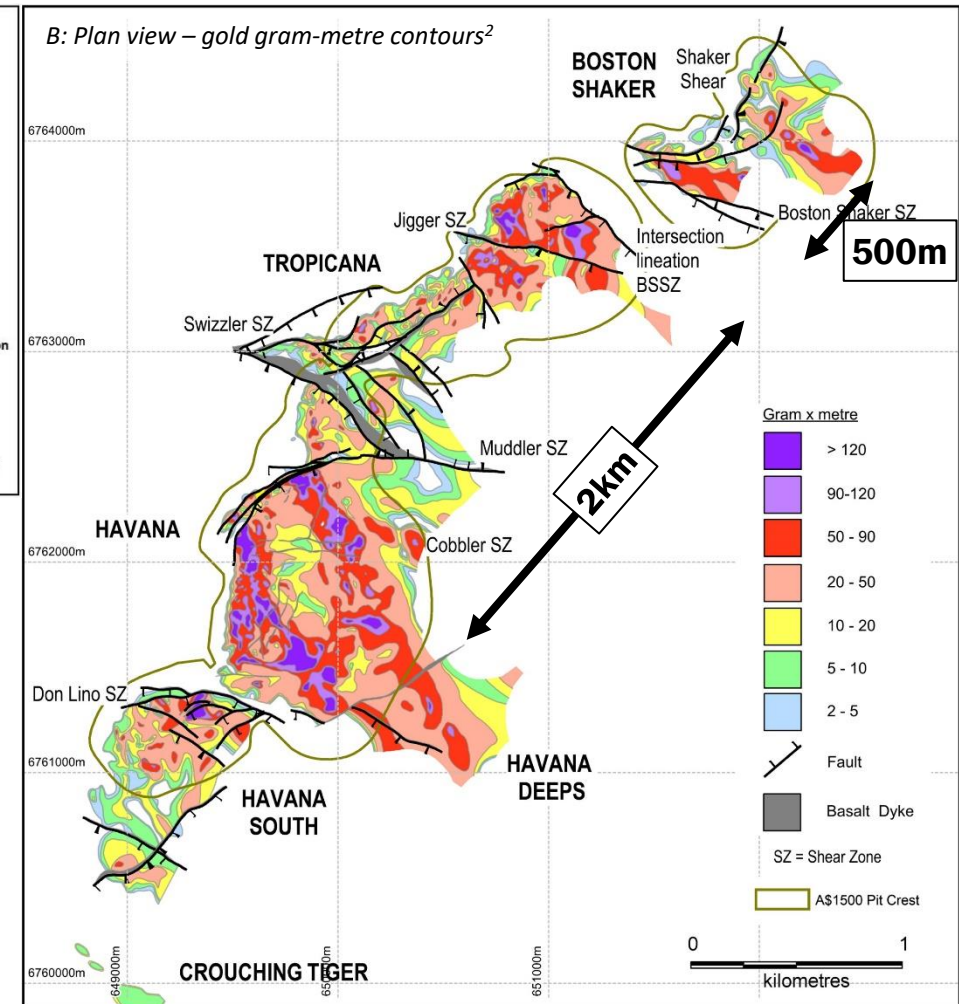 B: Plan view – gold gram-metre contours²
BOSTON
SHAKER
Shaker
Shear
6764000m
Jigger SZ
Boston Shaker SZ
Intersection
lineation
BSSZ
500m
TROPICANA
Swizzler SZ
6763000m
on
Muddler SZ
2km
HAVANA
Cobbler SZ
6762000m
Don Lino SZ
6761000m
HAVANA
DEEPS
HAVANA
SOUTH
Gram x metre
> 120
90-120
50 - 90
20 - 50
10 - 20
5 - 10
2 - 5
Fault
Basalt Dyke
SZ = Shear Zone
A$1500 Pit Crest
0 1
kilometres
6760000m
CROUCHING TIGER
649000m
650000m
651000m